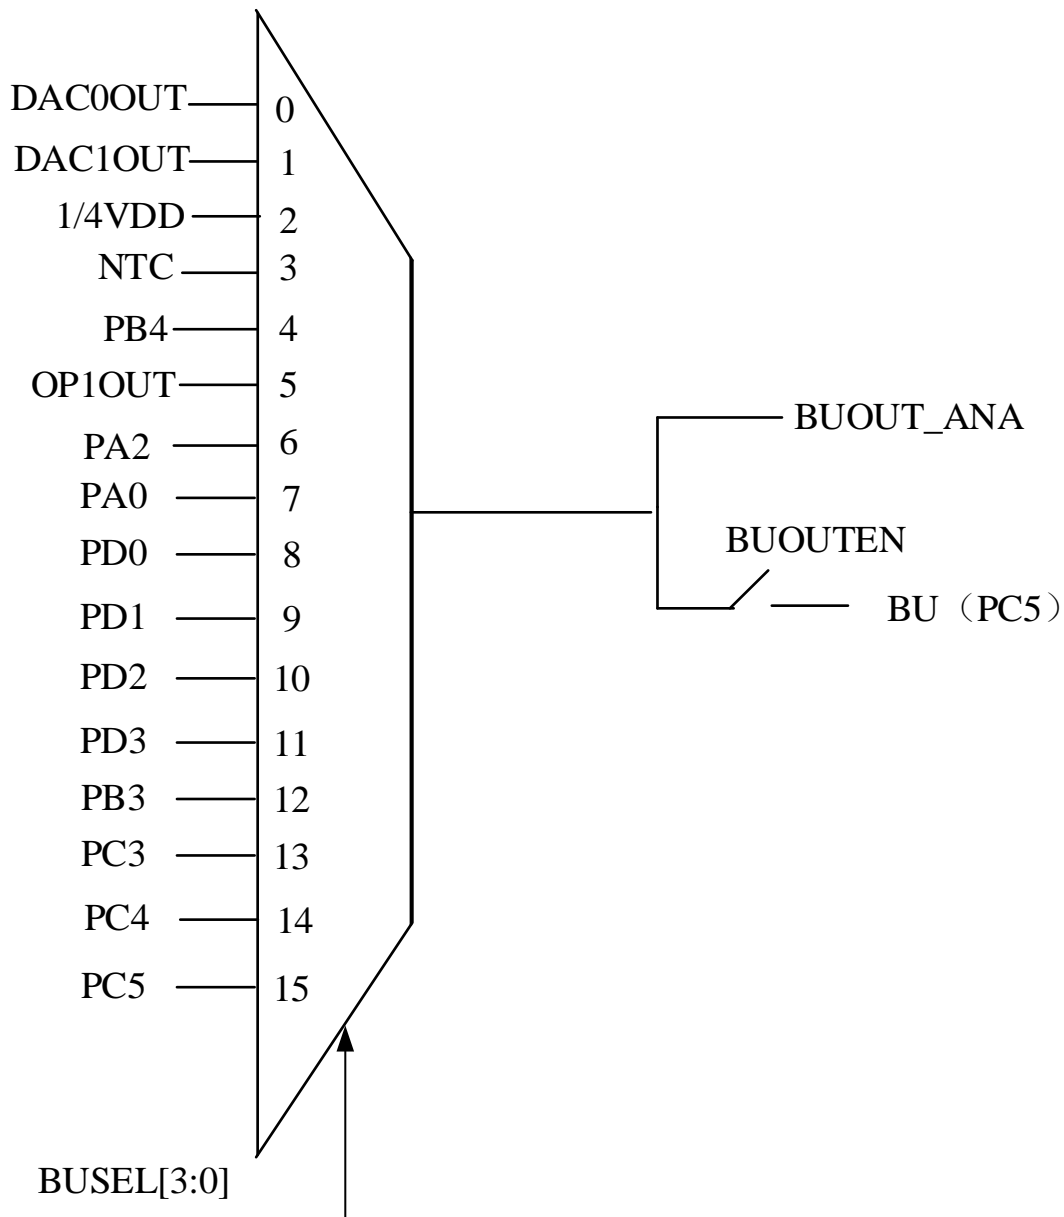 DAC0OUT 0
DAC1OUT 1
1/4VDD 2
NTC 3
PB4 4
OP1OUT 5
PA2 6
PA0 7
PD0 8
PD1 9
PD2 10
PD3 11
PB3 12
PC3 13
PC4 14
PC5 15
BUSEL[3:0]
BUOUT_ANA
BUOUTEN
BU（PC5）